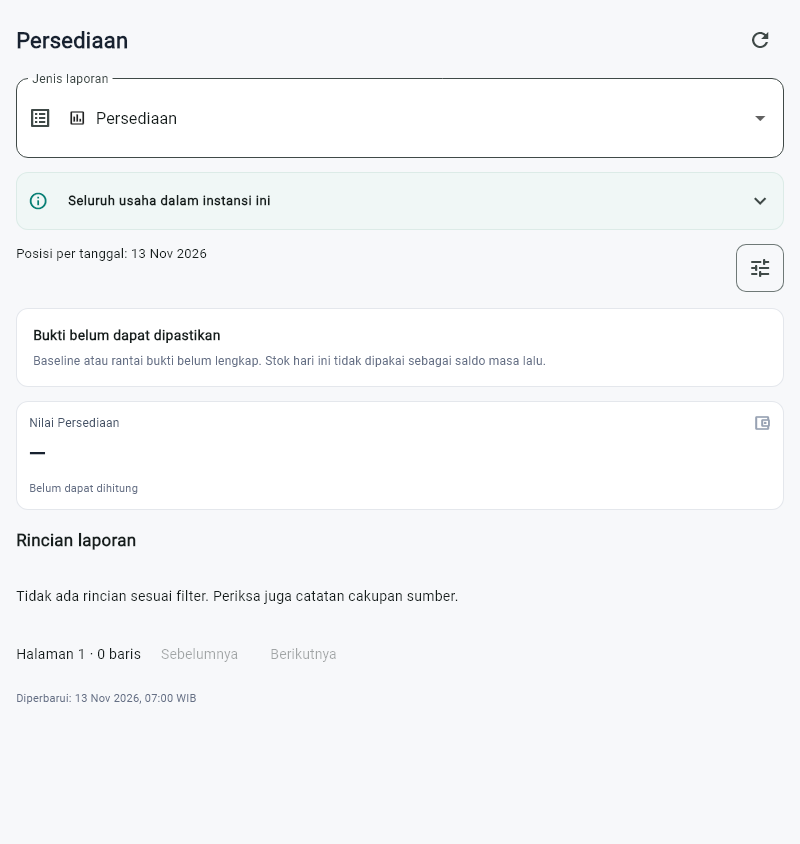 Persediaan
Jenis laporan
Persediaan
Seluruh usaha dalam instansi ini
Posisi per tanggal: 13 Nov 2026
Bukti belum dapat dipastikan
Baseline atau rantai bukti belum lengkap. Stok hari ini tidak dipakai sebagai saldo masa lalu.
Nilai Persediaan
—
Belum dapat dihitung
Rincian laporan
Tidak ada rincian sesuai filter. Periksa juga catatan cakupan sumber.
Halaman 1 · 0 baris Sebelumnya Berikutnya
Diperbarui: 13 Nov 2026, 07:00 WIB